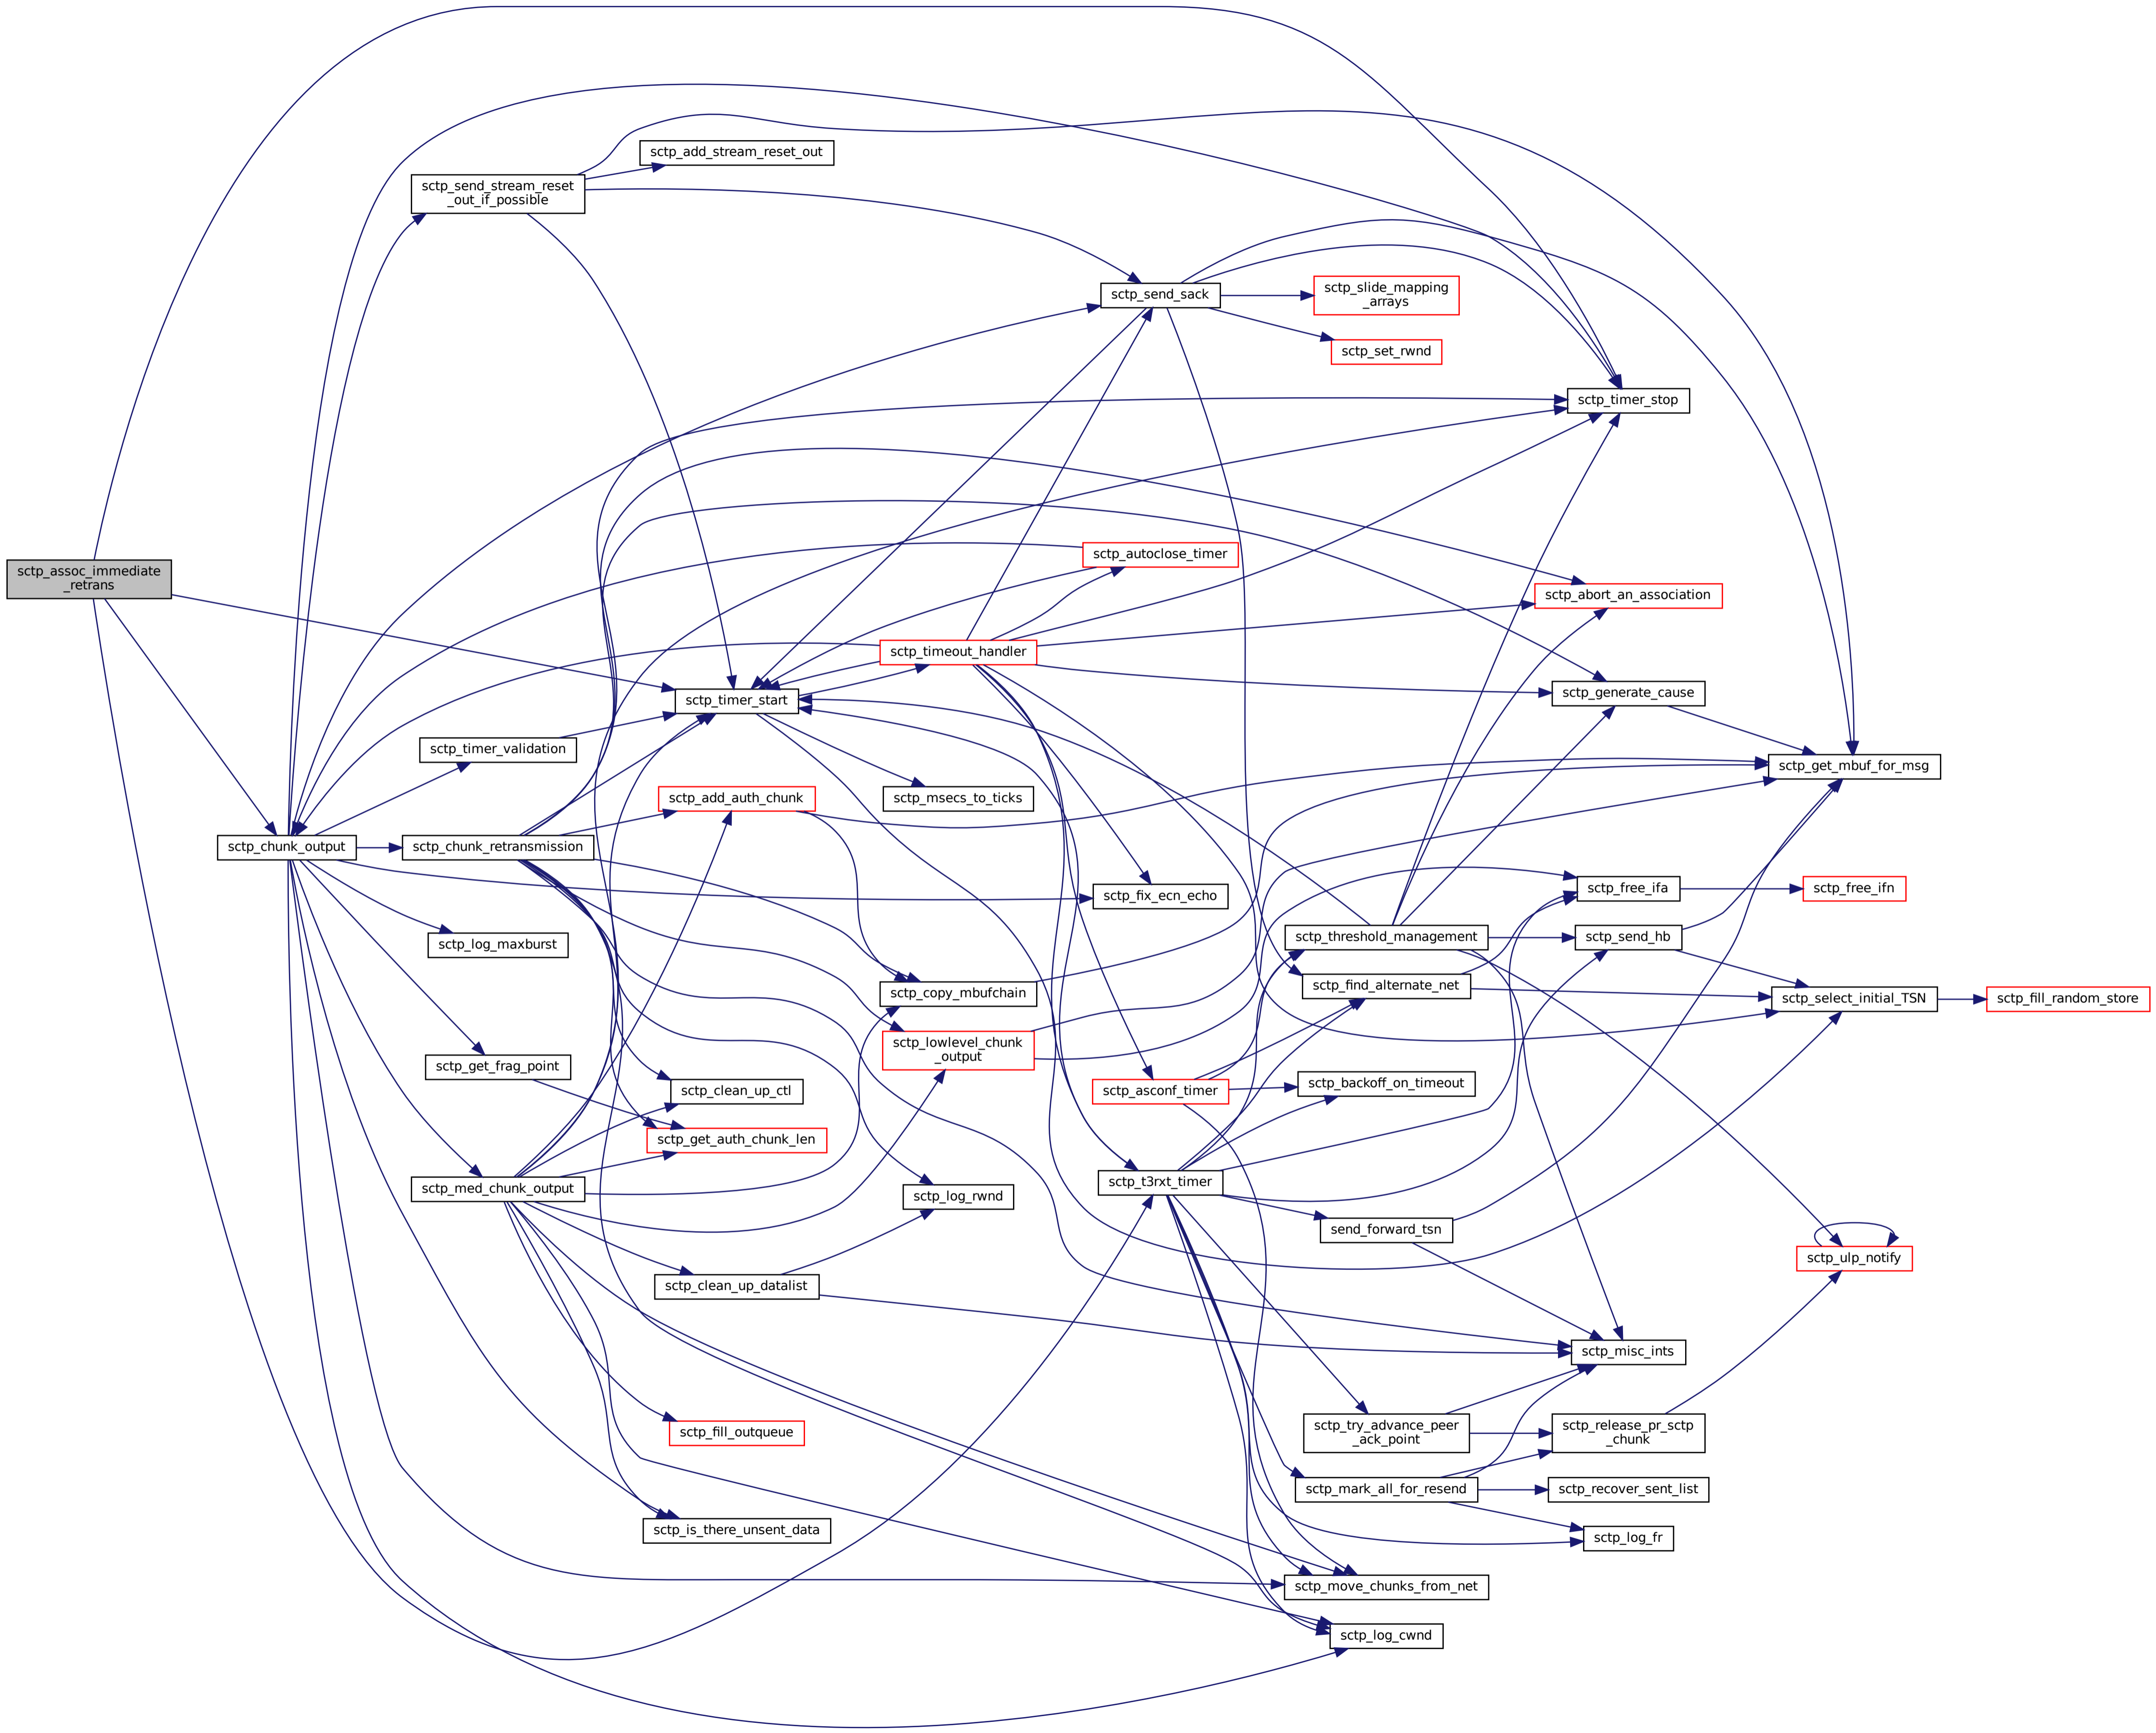 sctp_assoc_immediate
_retrans
sctp_chunk_output
sctp_send_stream_reset
_out_if_possible
sctp_timer_validation
sctp_chunk_retransmission
sctp_log_maxburst
sctp_get_frag_point
sctp_med_chunk_output
sctp_add_stream_reset_out
sctp_timer_start
sctp_add_auth_chunk
sctp_clean_up_ctl
sctp_get_auth_chunk_len
sctp_clean_up_datalist
sctp_fill_outqueue
sctp_is_there_unsent_data
sctp_timeout_handler
sctp_msecs_to_ticks
sctp_copy_mbufchain
sctp_lowlevel_chunk
_output
sctp_log_rwnd
sctp_send_sack
sctp_autoclose_timer
sctp_fix_ecn_echo
sctp_asconf_timer
sctp_t3rxt_timer
sctp_slide_mapping
_arrays
sctp_set_rwnd
sctp_threshold_management
sctp_find_alternate_net
sctp_backoff_on_timeout
send_forward_tsn
sctp_try_advance_peer
_ack_point
sctp_mark_all_for_resend
sctp_move_chunks_from_net
sctp_log_cwnd
sctp_timer_stop
sctp_abort_an_association
sctp_generate_cause
sctp_free_ifa
sctp_send_hb
sctp_misc_ints
sctp_release_pr_sctp
_chunk
sctp_recover_sent_list
sctp_log_fr
sctp_get_mbuf_for_msg
sctp_free_ifn
sctp_select_initial_TSN
sctp_ulp_notify
sctp_fill_random_store